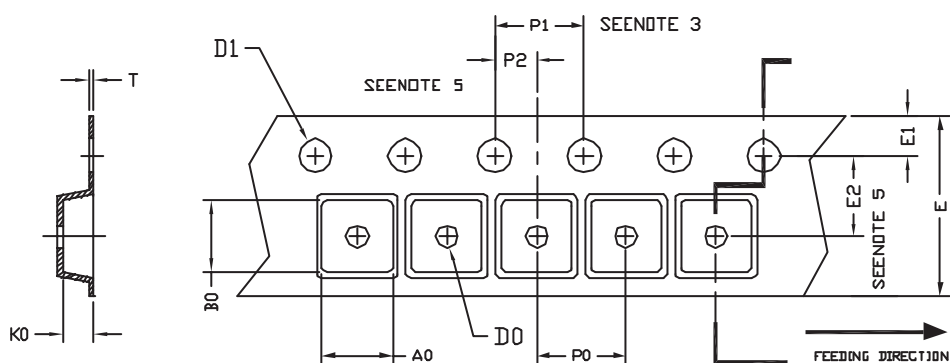 P1 SEENOTE 3
D1
P2
T
SEENOTE 5
E1
E2
E
SEENOTE 5
B0
K0
A0
D0
P0
FEEDING DIRECTION